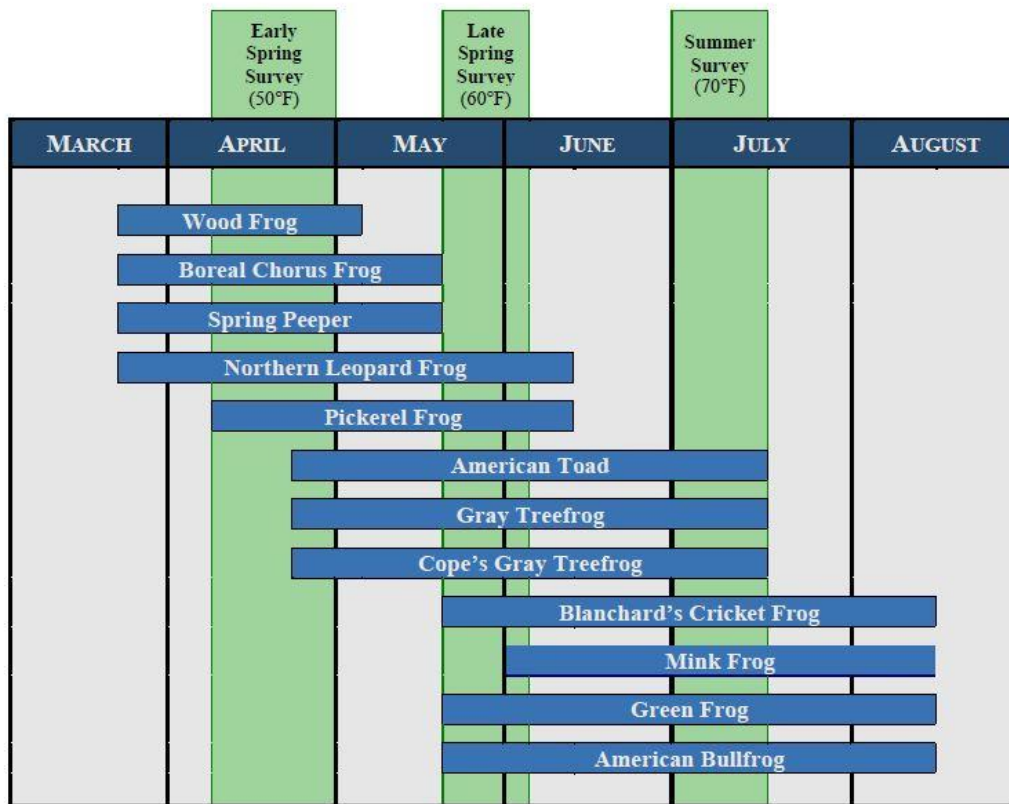 Early
Spring
Survey
(50°F)
Late
Spring
Survey
(60°F)
Summer
Survey
(70°F)
MARCH APRIL MAY JUNE JULY AUGUST
Wood Frog
Boreal Chorus Frog
Spring Peeper
Northern Leopard Frog
Pickerel Frog
American Toad
Gray Treefrog
Cope's Gray Treefrog
Blanchard's Cricket Frog
Mink Frog
Green Frog
American Bullfrog